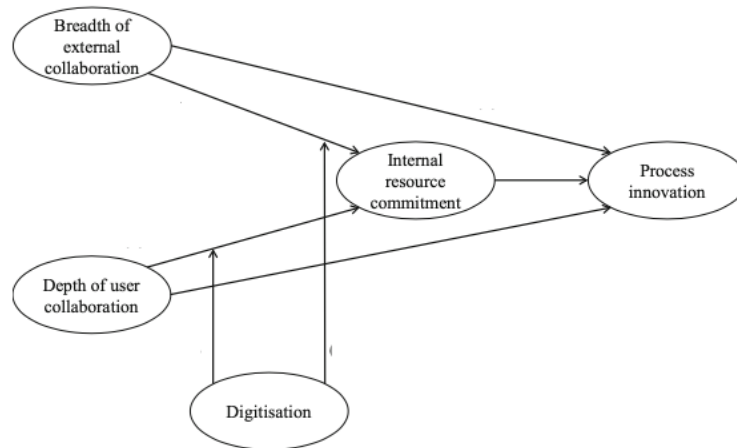 Breadth of
external
collaboration
Internal
resource
commitment
Process
innovation
Depth of user
collaboration
Digitisation